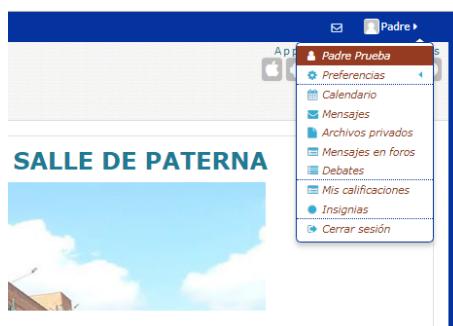 Padre
App
s
Padre Prueba
Preferencias
Calendario
Mensajes
Archivos privados
Mensajes en foros
Debates
Mis calificaciones
Insignias
Cerrar sesión
SALLE DE PATERNA